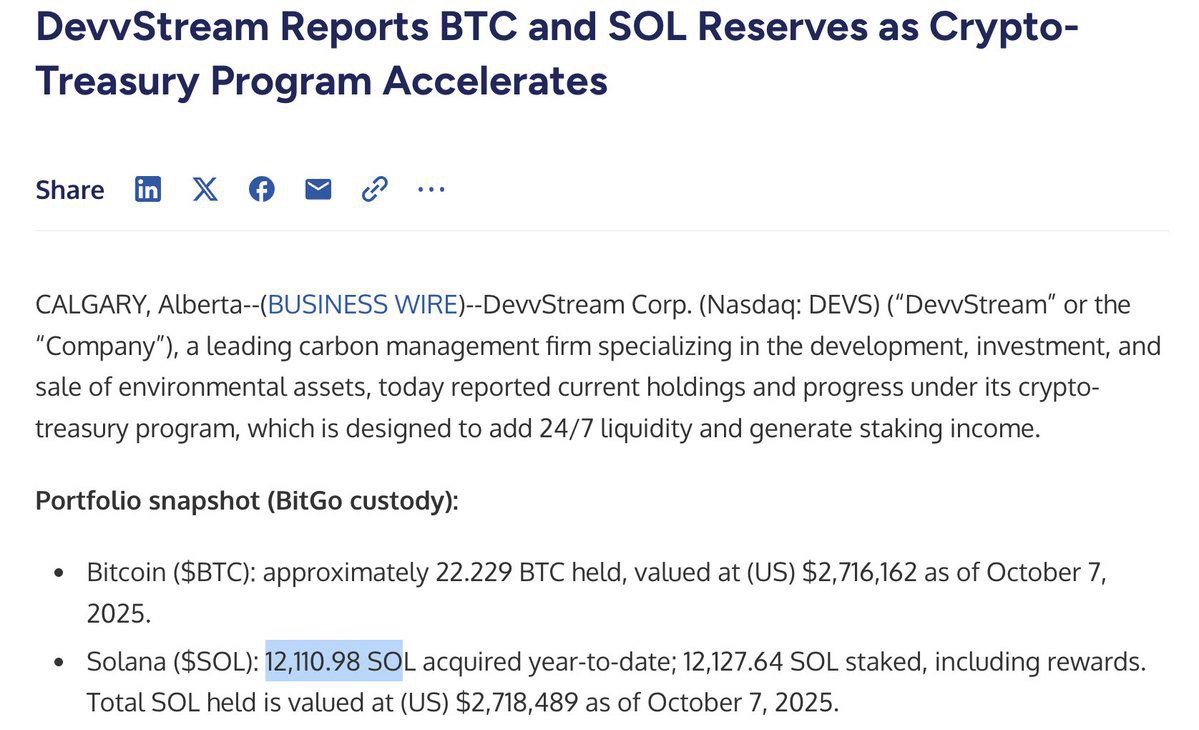 DevvStream Reports BTC and SOL Reserves as Crypto-
Treasury Program Accelerates
Share
CALGARY, Alberta--(BUSINESS WIRE)--DevvStream Corp. (Nasdaq: DEVS) (“DevvStream” or the
“Company”), a leading carbon management firm specializing in the development, investment, and
sale of environmental assets, today reported current holdings and progress under its crypto-
treasury program, which is designed to add 24/7 liquidity and generate staking income.
Portfolio snapshot (BitGo custody):
• Bitcoin ($BTC): approximately 22.229 BTC held, valued at (US) $2,716,162 as of October 7,
2025.
• Solana ($SOL): 12,110.98 SOL acquired year-to-date; 12,127.64 SOL staked, including rewards.
Total SOL held is valued at (US) $2,718,489 as of October 7, 2025.